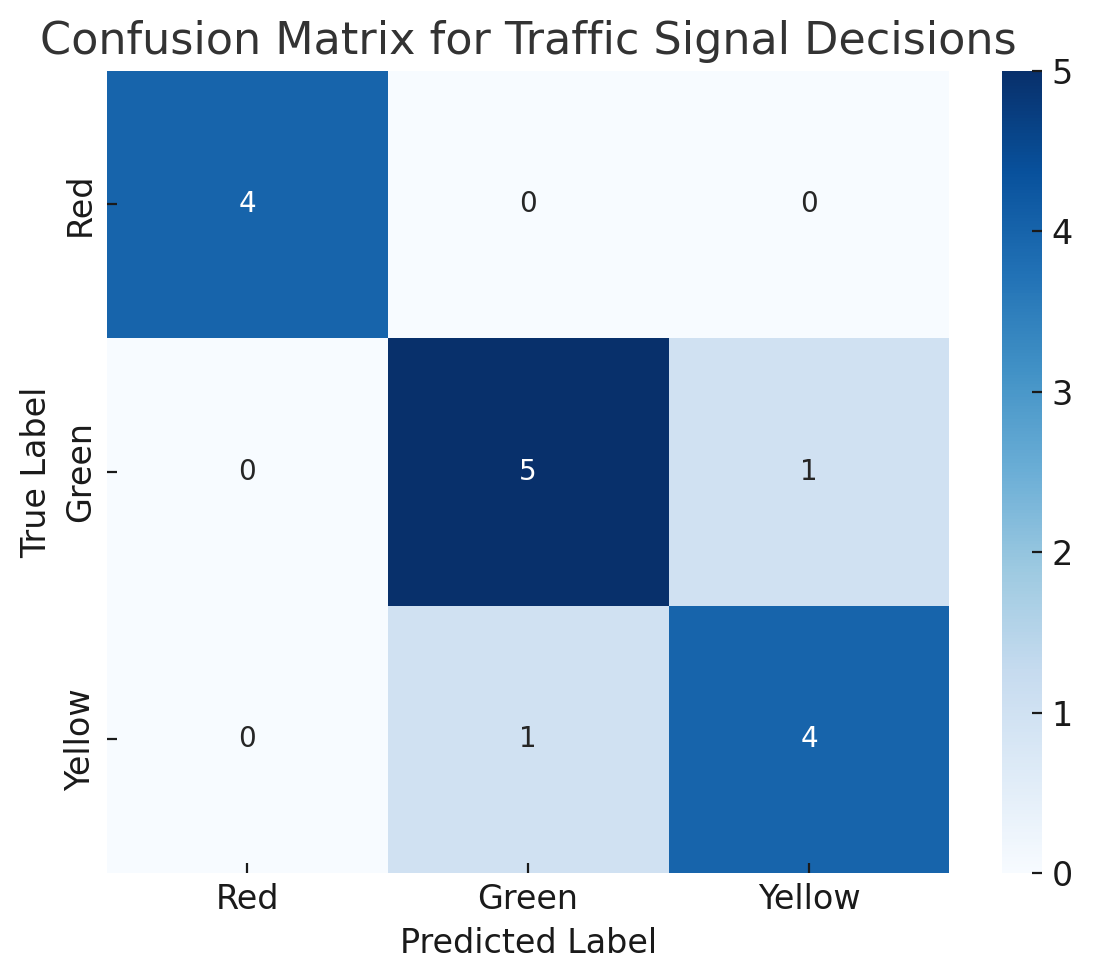 Confusion Matrix for Traffic Signal Decisions
True Label
Red
4 0 0
Green
0 5 1
Yellow
0 1 4
Red Green Yellow
Predicted Label
5
4
3
2
1
0